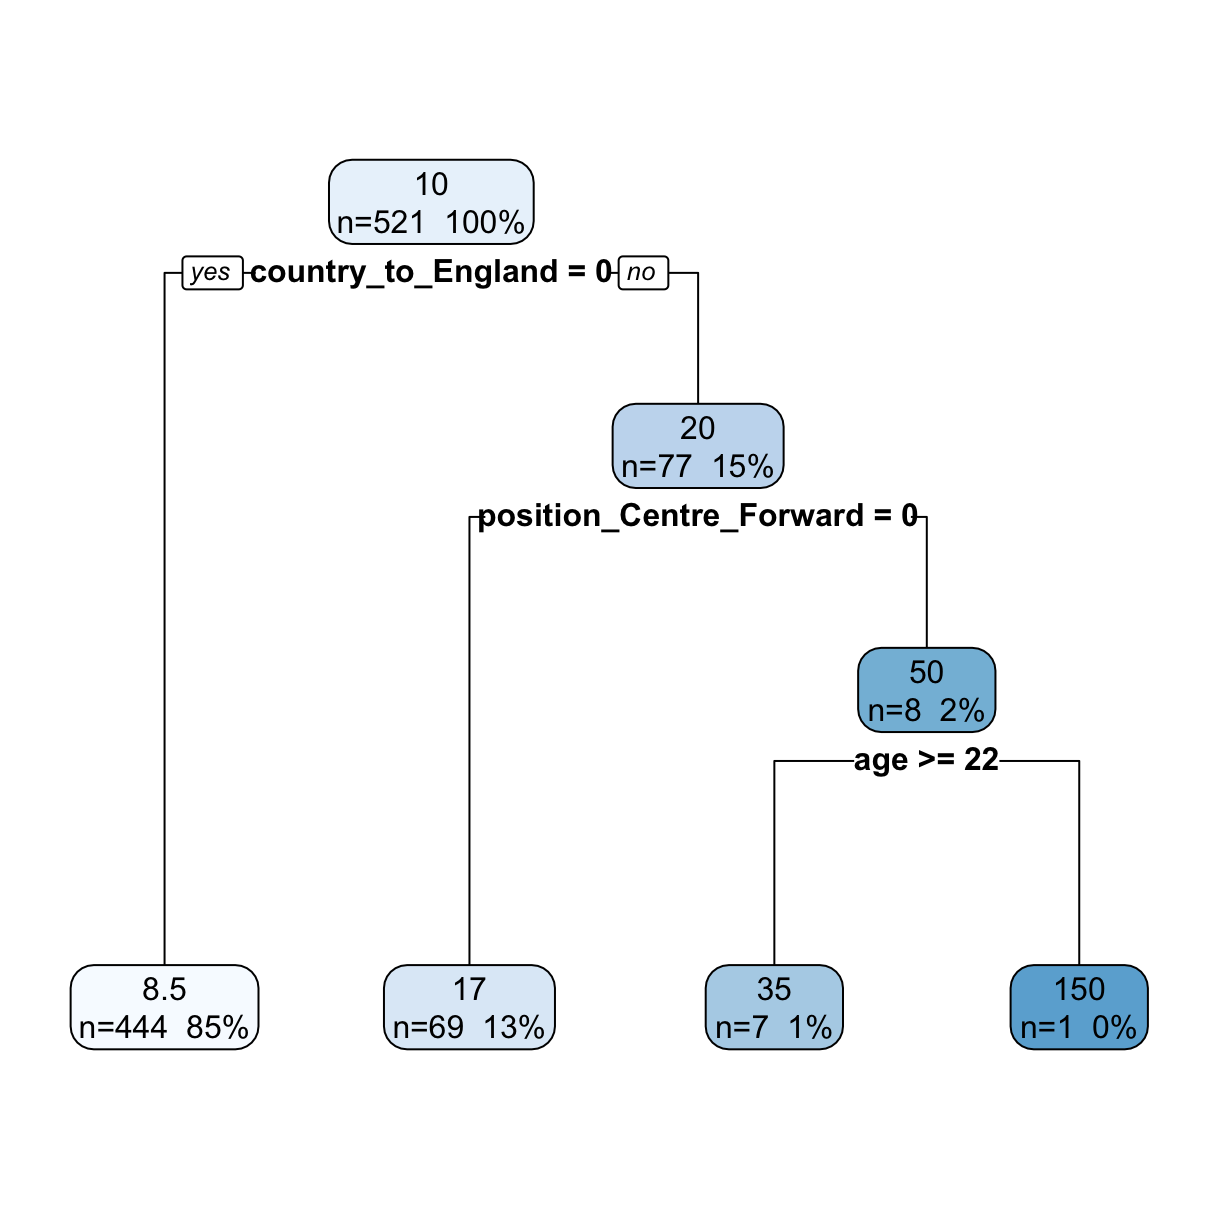 10
n=521 100%
yes country_to_England = 0 no
20
n=77 15%
position_Centre_Forward = 0
50
n=8 2%
age >= 22
8.5
n=444 85%
17
n=69 13%
35
n=7 1%
150
n=1 0%